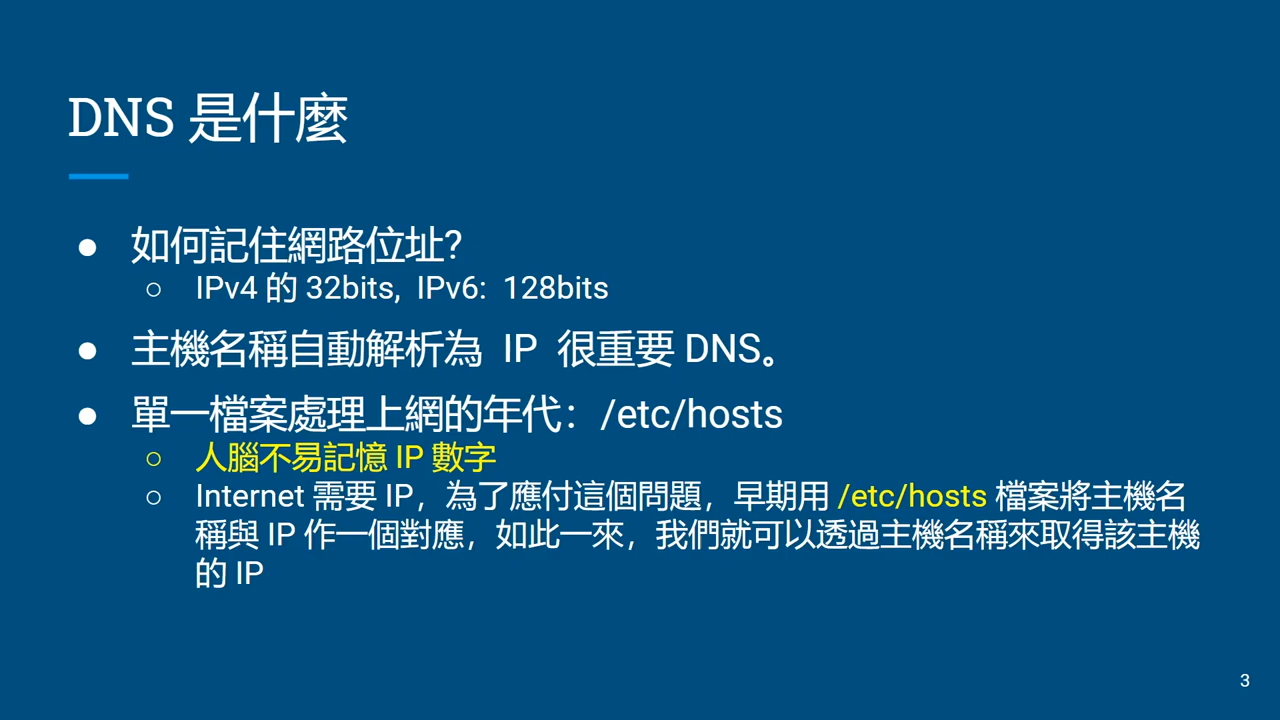 DNS 是什麼
● 如何記住網路位址?
○ IPv4 的 32bits, IPv6: 128bits
● 主機名稱自動解析為 IP 很重要 DNS。
● 單一檔案處理上網的年代：/etc/hosts
○ 人腦不易記憶 IP 數字
○ Internet 需要 IP，為了應付這個問題，早期用 /etc/hosts 檔案將主機名
稱與 IP 作一個對應，如此一來，我們就可以透過主機名稱來取得該主機
的 IP
3